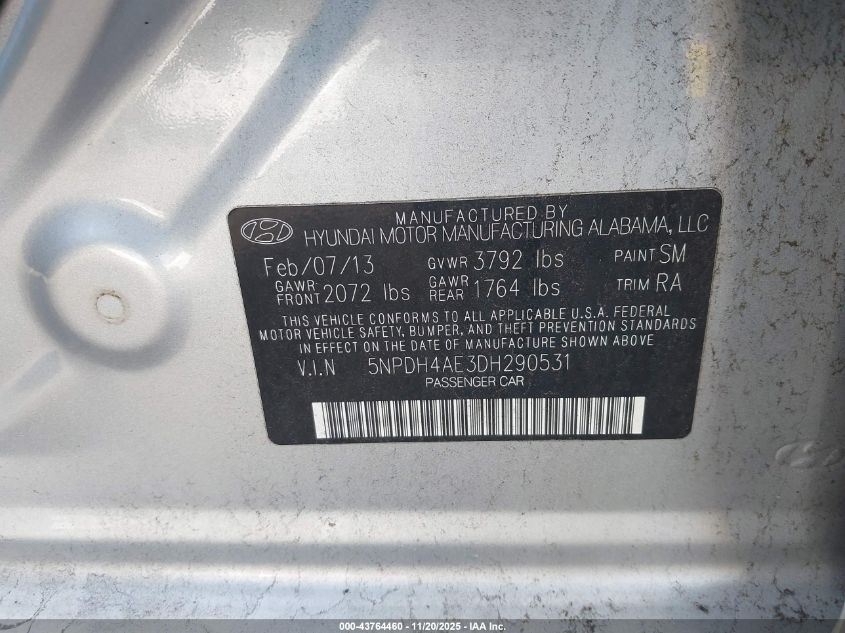 MANUFACTURED BY
HYUNDAI MOTOR MANUFACTURING ALABAMA, LLC
Feb/07/13 GVWR 3792 lbs PAINT SM
GAWR FRONT 2072 lbs GAWR REAR 1764 lbs TRIM RA
THIS VEHICLE CONFORMS TO ALL APPLICABLE U.S.A. FEDERAL
MOTOR VEHICLE SAFETY, BUMPER, AND THEFT PREVENTION STANDARDS
IN EFFECT ON THE DATE OF MANUFACTURE SHOWN ABOVE
V.I.N 5NPDH4AE3DH290531
PASSENGER CAR
000-43764460 - 11/20/2025 - IAA Inc.